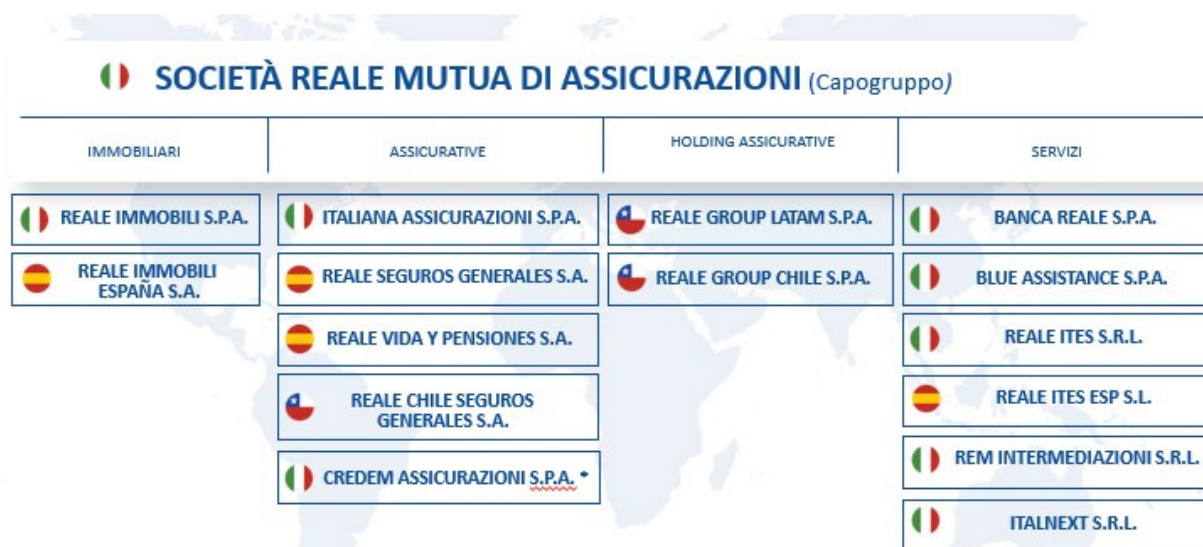 SOCIETÀ REALE MUTUA DI ASSICURAZIONI (Capogruppo)
IMMOBILIARI
ASSICURATIVE
HOLDING ASSICURATIVE
SERVIZI
REALE IMMOBILI S.P.A.
ITALIANA ASSICURAZIONI S.P.A.
REALE GROUP LATAM S.P.A.
BANCA REALE S.P.A.
REALE IMMOBILI
ESPAÑA S.A.
REALE SEGUROS GENERALES S.A.
REALE GROUP CHILE S.P.A.
BLUE ASSISTANCE S.P.A.
REALE VIDA Y PENSIONES S.A.
REALE ITES S.R.L.
REALE CHILE SEGUROS
GENERALES S.A.
REALE ITES ESP S.L.
CREDEM ASSICURAZIONI S.P.A. *
REM INTERMEDIAZIONI S.R.L.
ITALNEXT S.R.L.